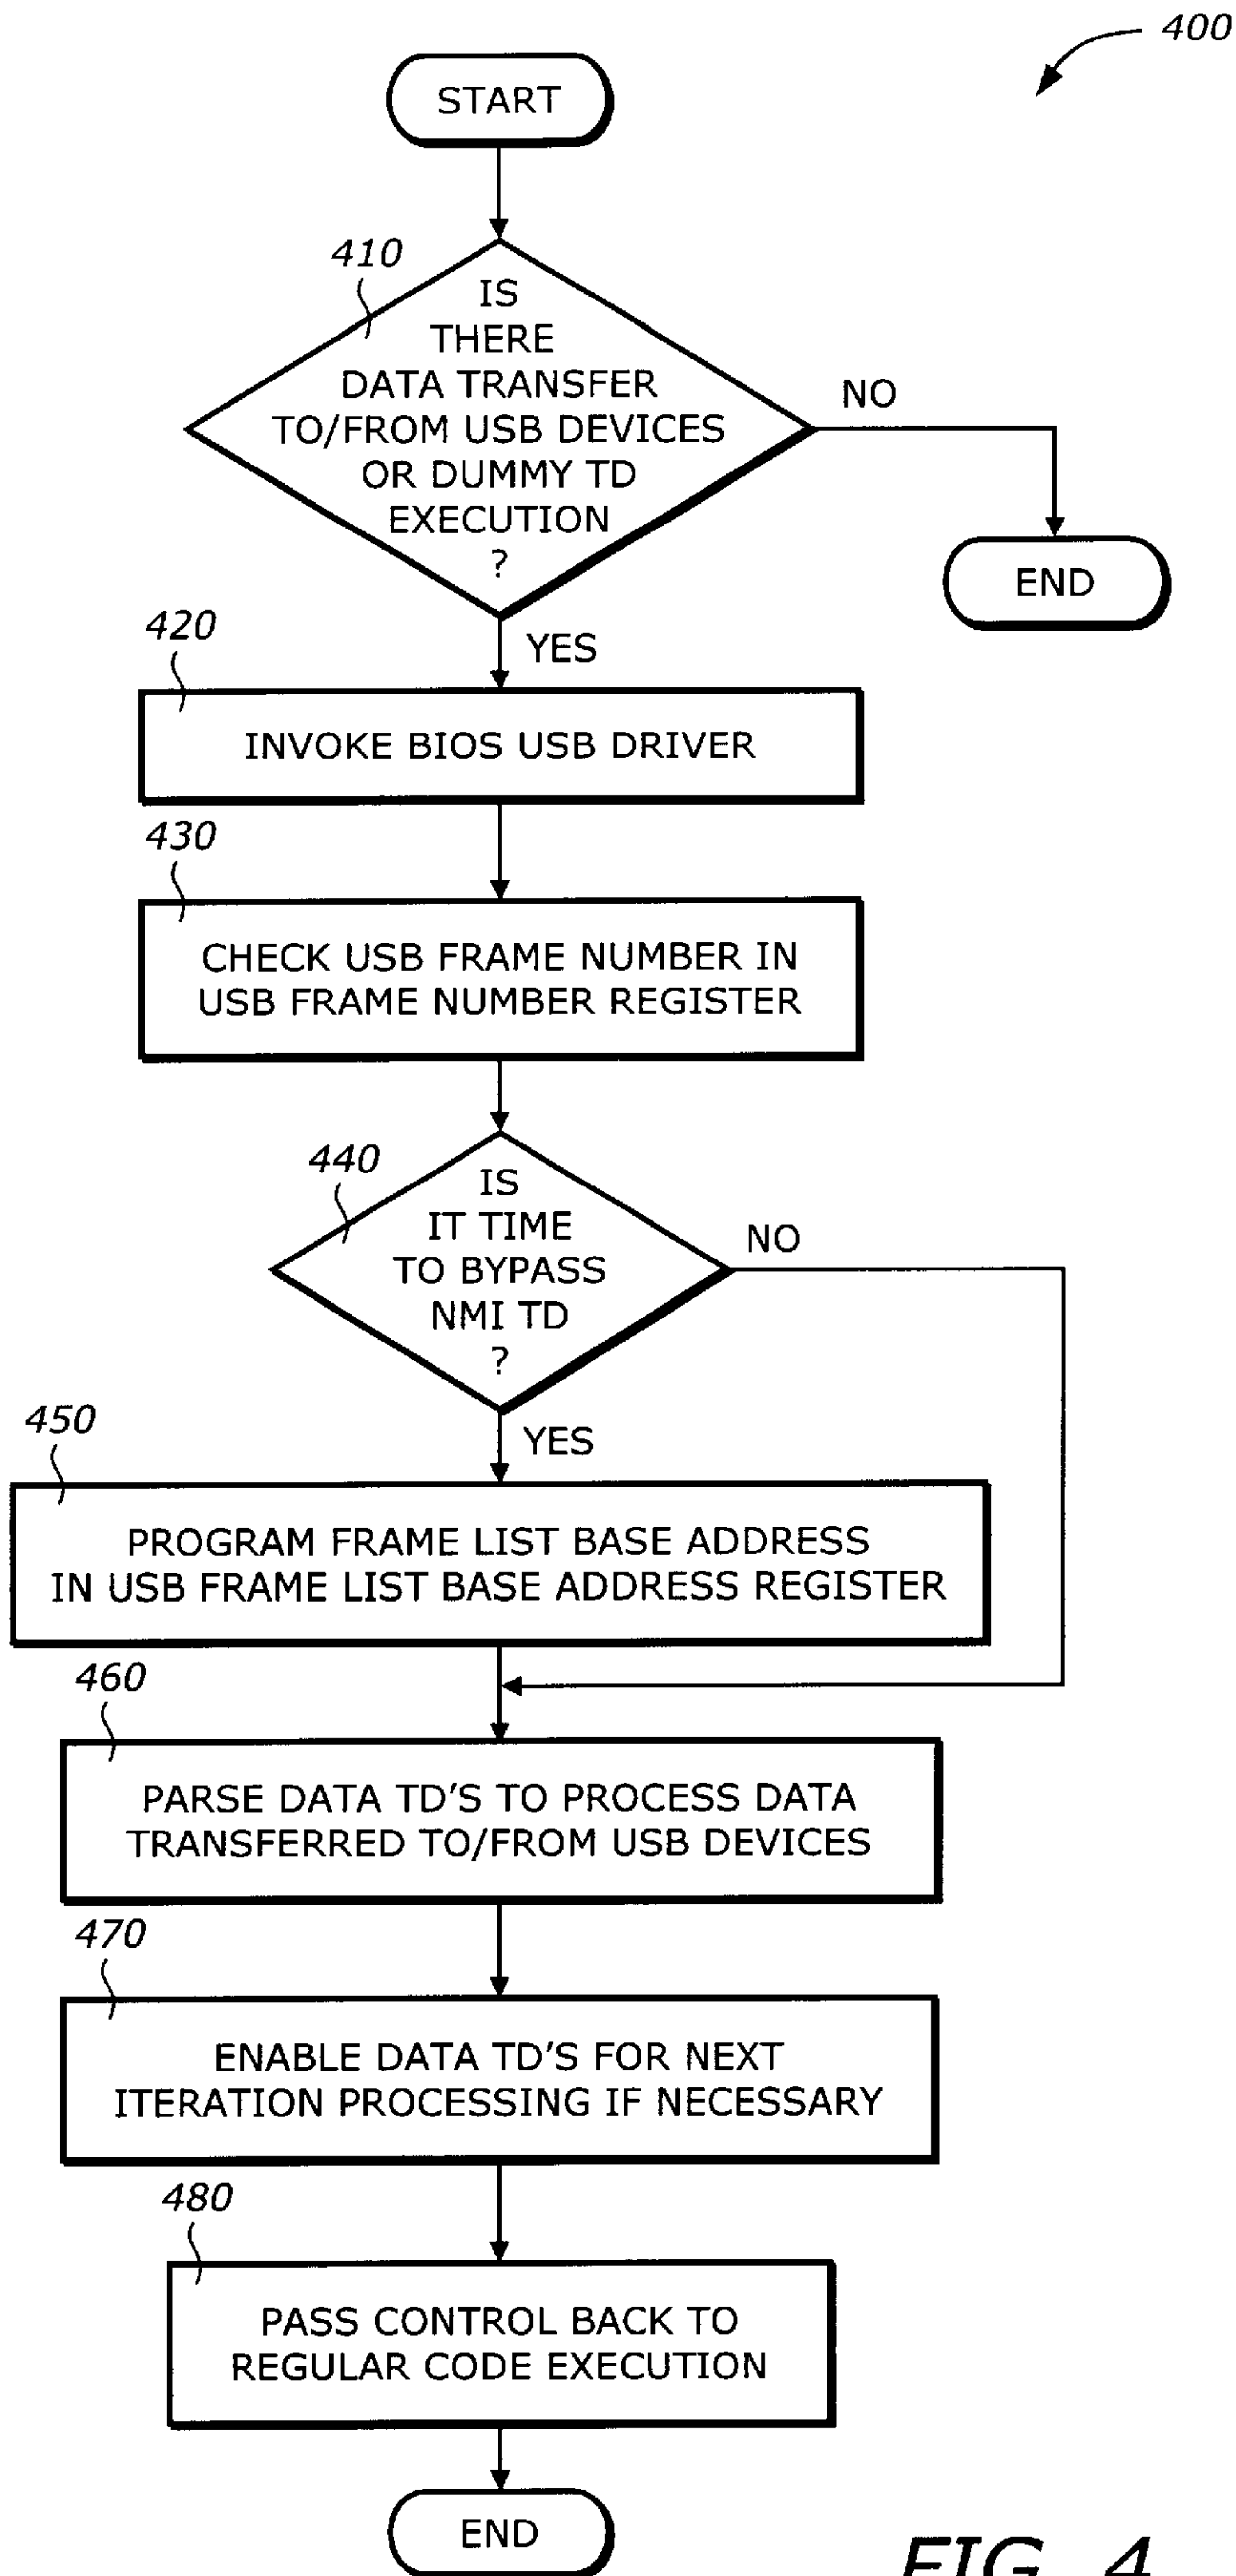 400
START
410
IS
THERE
DATA TRANSFER
TO/FROM USB DEVICES
OR DUMMY TD
EXECUTION
?
NO
END
YES
420
INVOKE BIOS USB DRIVER
430
CHECK USB FRAME NUMBER IN
USB FRAME NUMBER REGISTER
440
IS
IT TIME
TO BYPASS
NMI TD
?
NO
YES
450
PROGRAM FRAME LIST BASE ADDRESS
IN USB FRAME LIST BASE ADDRESS REGISTER
460
PARSE DATA TD'S TO PROCESS DATA
TRANSFERRED TO/FROM USB DEVICES
470
ENABLE DATA TD'S FOR NEXT
ITERATION PROCESSING IF NECESSARY
480
PASS CONTROL BACK TO
REGULAR CODE EXECUTION
END
FIG. 4